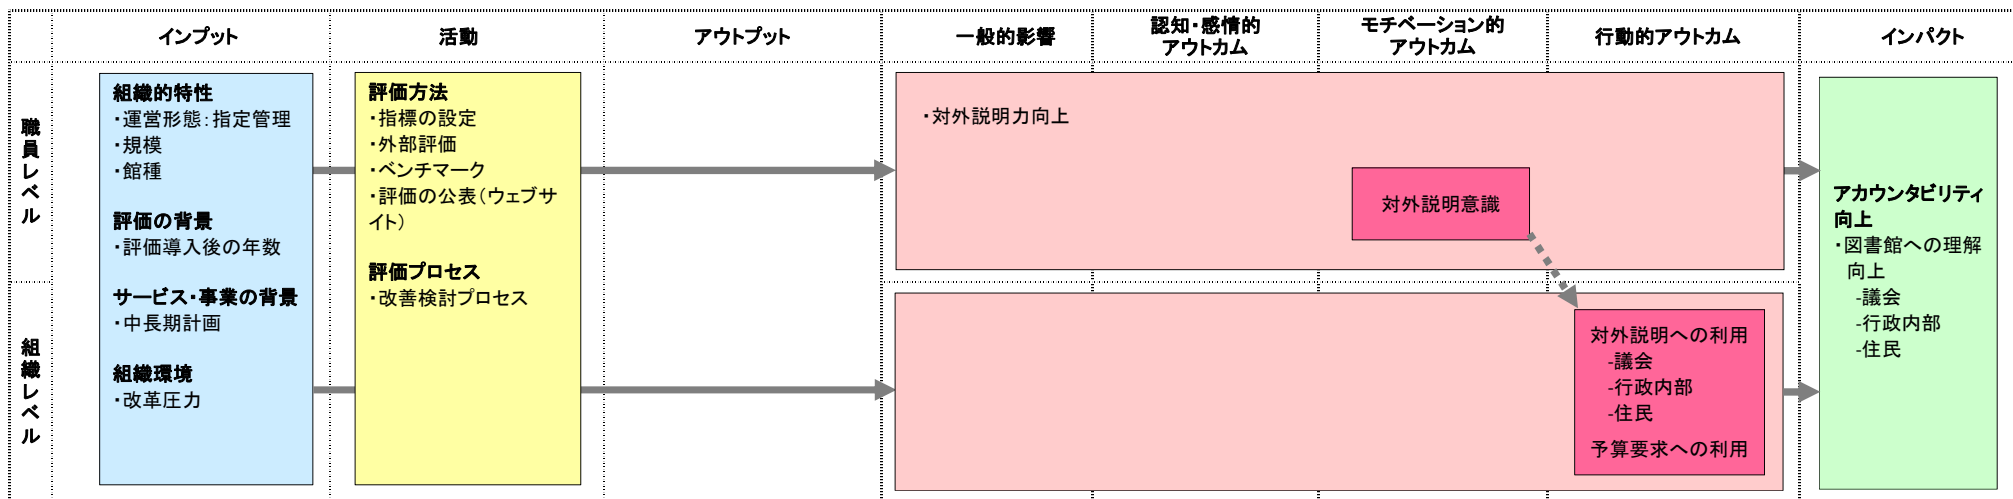 インプット
活動
アウトプット
一般的影響
認知・感情的
アウトカム
モチベーション的
アウトカム
行動的アウトカム
インパクト
職員レベル
組織レベル
組織的特性
・運営形態：指定管理
・規模
・館種
評価の背景
・評価導入後の年数
サービス・事業の背景
・中長期計画
組織環境
・改革圧力
評価方法
・指標の設定
・外部評価
・ベンチマーク
・評価の公表（ウェブサ
イト）
評価プロセス
・改善検討プロセス
・対外説明力向上
対外説明意識
対外説明への利用
-議会
-行政内部
-住民
予算要求への利用
アカウンタビリティ
向上
・図書館への理解
向上
-議会
-行政内部
-住民